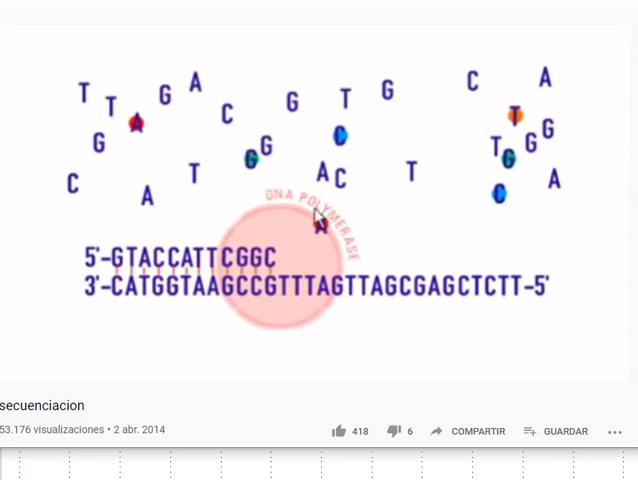 T T A G A C G T G C A
G C T G G T C T G G G
C A T A C T C A
DNA POLYMERASE
A
5'-GTACCATTCGGC
3'-CATGGTAAGCCGTTTAGTTAGCGAGCTCTT-5'
secuenciacion
53.176 visualizaciones • 2 abr. 2014
418 6 COMPARTIR GUARDAR ...